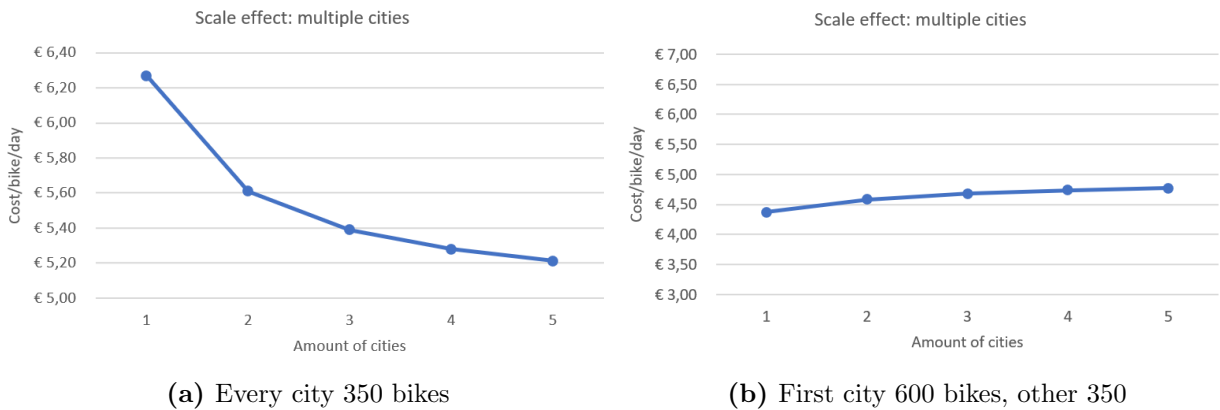 Scale effect: multiple cities
€ 6,40
€ 6,20
€ 6,00
€ 5,80
€ 5,60
€ 5,40
€ 5,20
€ 5,00
Cost/bike/day
1 2 3 4 5
Amount of cities
(a) Every city 350 bikes
Scale effect: multiple cities
€ 7,00
€ 6,50
€ 6,00
€ 5,50
€ 5,00
€ 4,50
€ 4,00
€ 3,50
€ 3,00
Cost/bike/day
1 2 3 4 5
Amount of cities
(b) First city 600 bikes, other 350